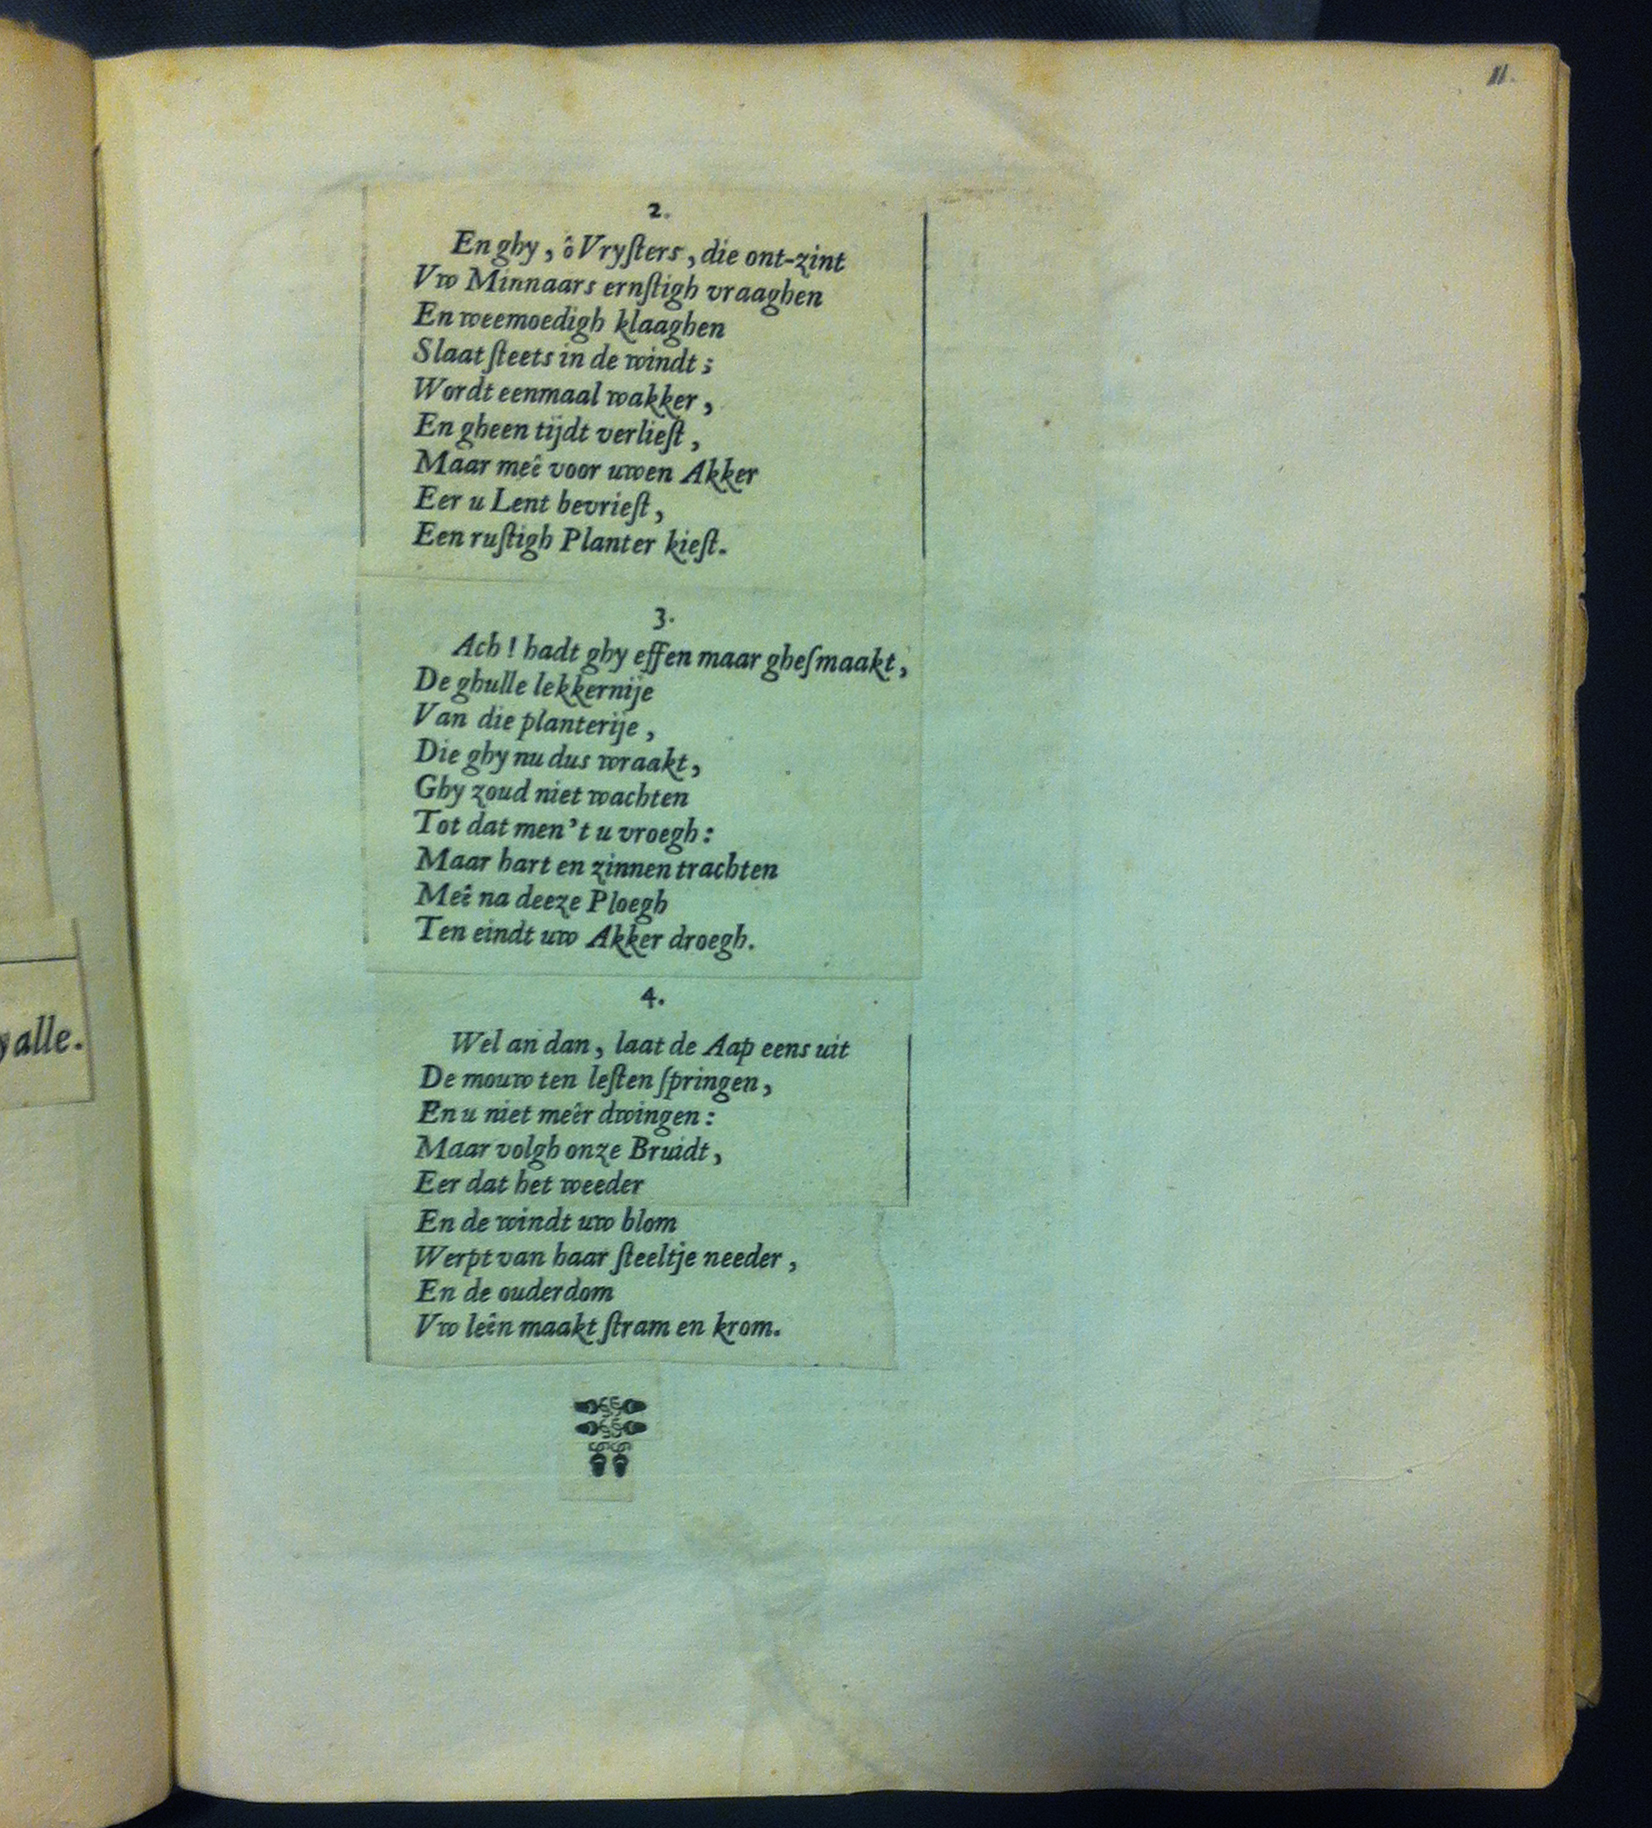 alle.
11.
2.
En ghy, ô Vryſters, die ont-zint
Vw Minnaars ernſtigh vraaghen
En weemoedigh klaaghen
Slaat ſteets in de windt;
Wordt eenmaal wakker,
En gheen tijdt verlieſt,
Maar meê voor uwen Akker
Eer u Lent bevrieſt,
Een ruſtigh Planter kieſt.
3.
Ach! hadt ghy effen maar gheſmaakt,
De ghulle lekkernije
Van die planterije,
Die ghy nu dus wraakt,
Ghy zoud niet wachten
Tot dat men't u vroegh:
Maar hart en zinnen trachten
Meê na deeze Ploegh
Ten eindt uw Akker droegh.
4.
Wel an dan, laat de Aap eens uit
De mouw ten leſten ſpringen,
En u niet meêr dwingen:
Maar volgh onze Bruidt,
Eer dat het weeder
En de windt uw blom
Werpt van haar ſteeltje needer,
En de ouderdom
Vw leên maakt ſtram en krom.